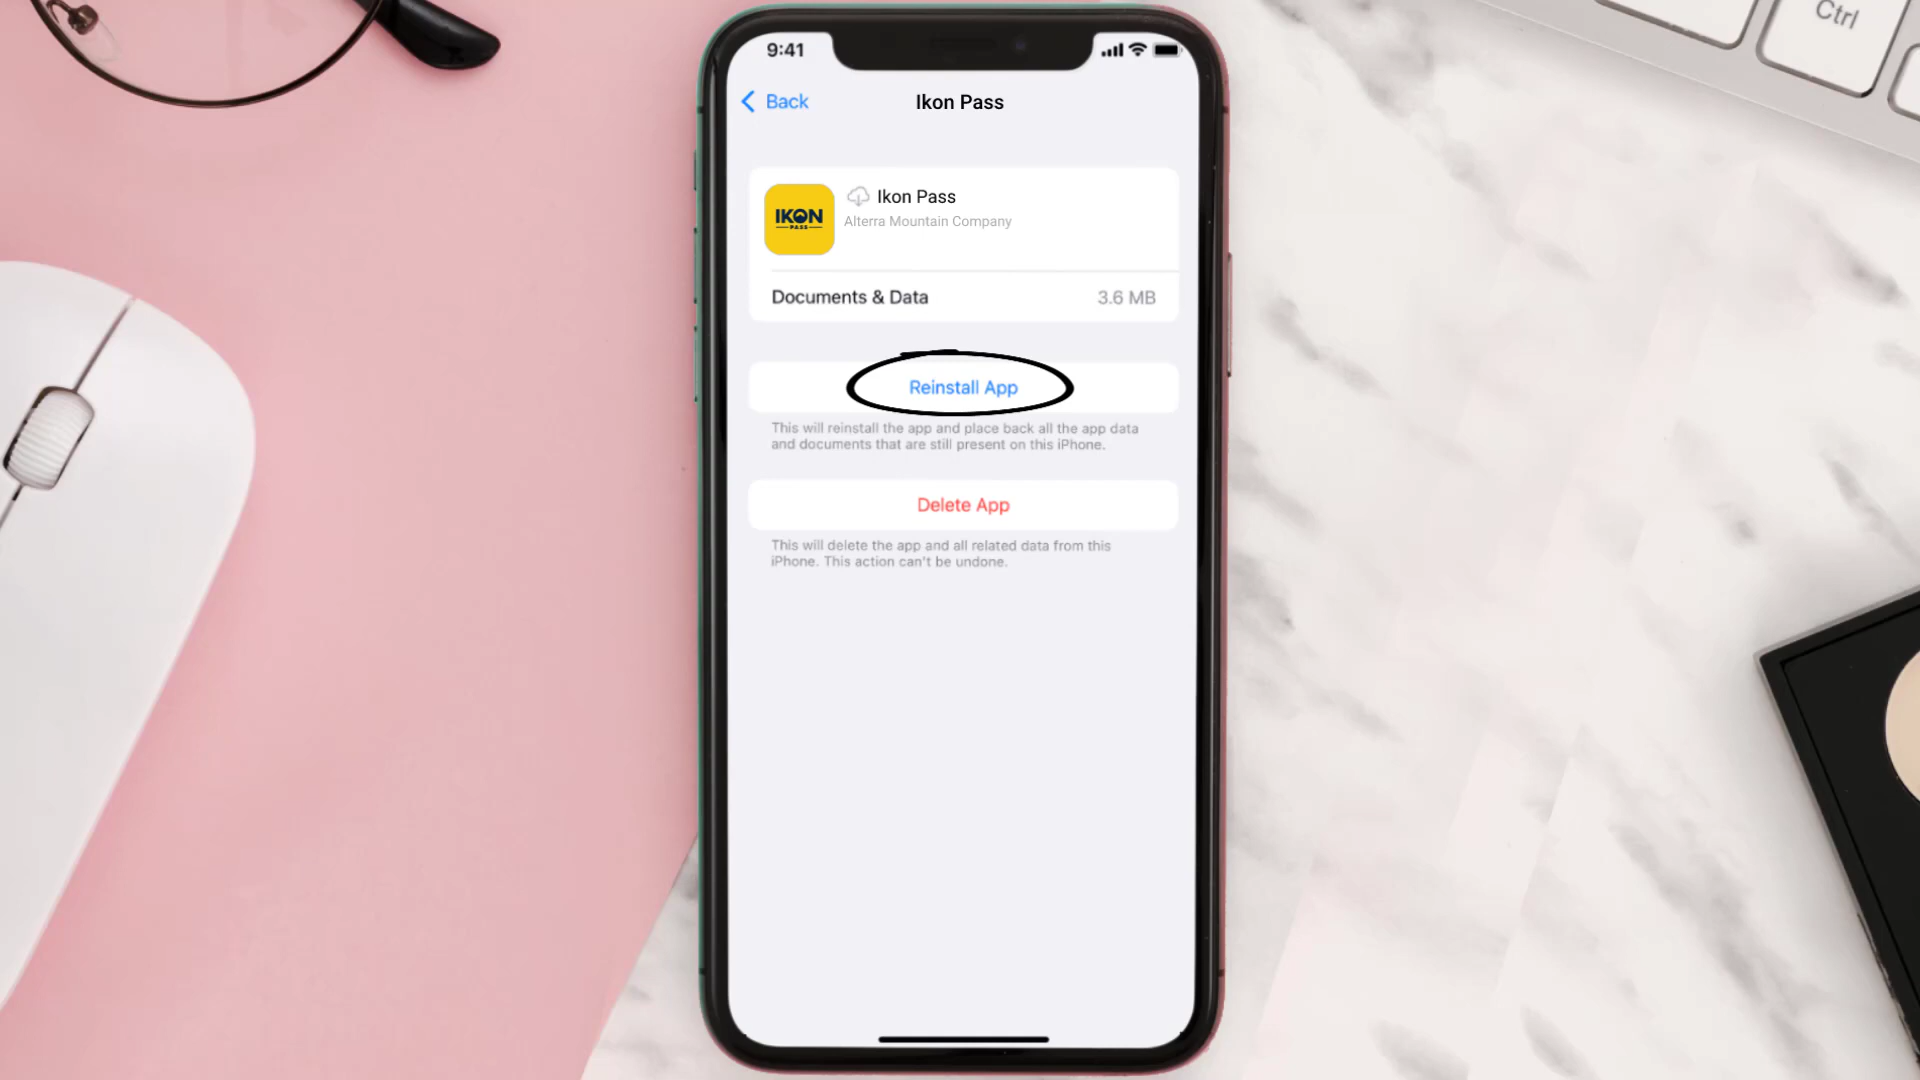 Ctrl
9:41
Back
Ikon Pass
IKON
PASS
Ikon Pass
Alterra Mountain Company
Documents & Data
3.6 MB
Reinstall App
This will reinstall the app and place back all the app data
and documents that are still present on this iPhone.
Delete App
This will delete the app and all related data from this
iPhone. This action can't be undone.